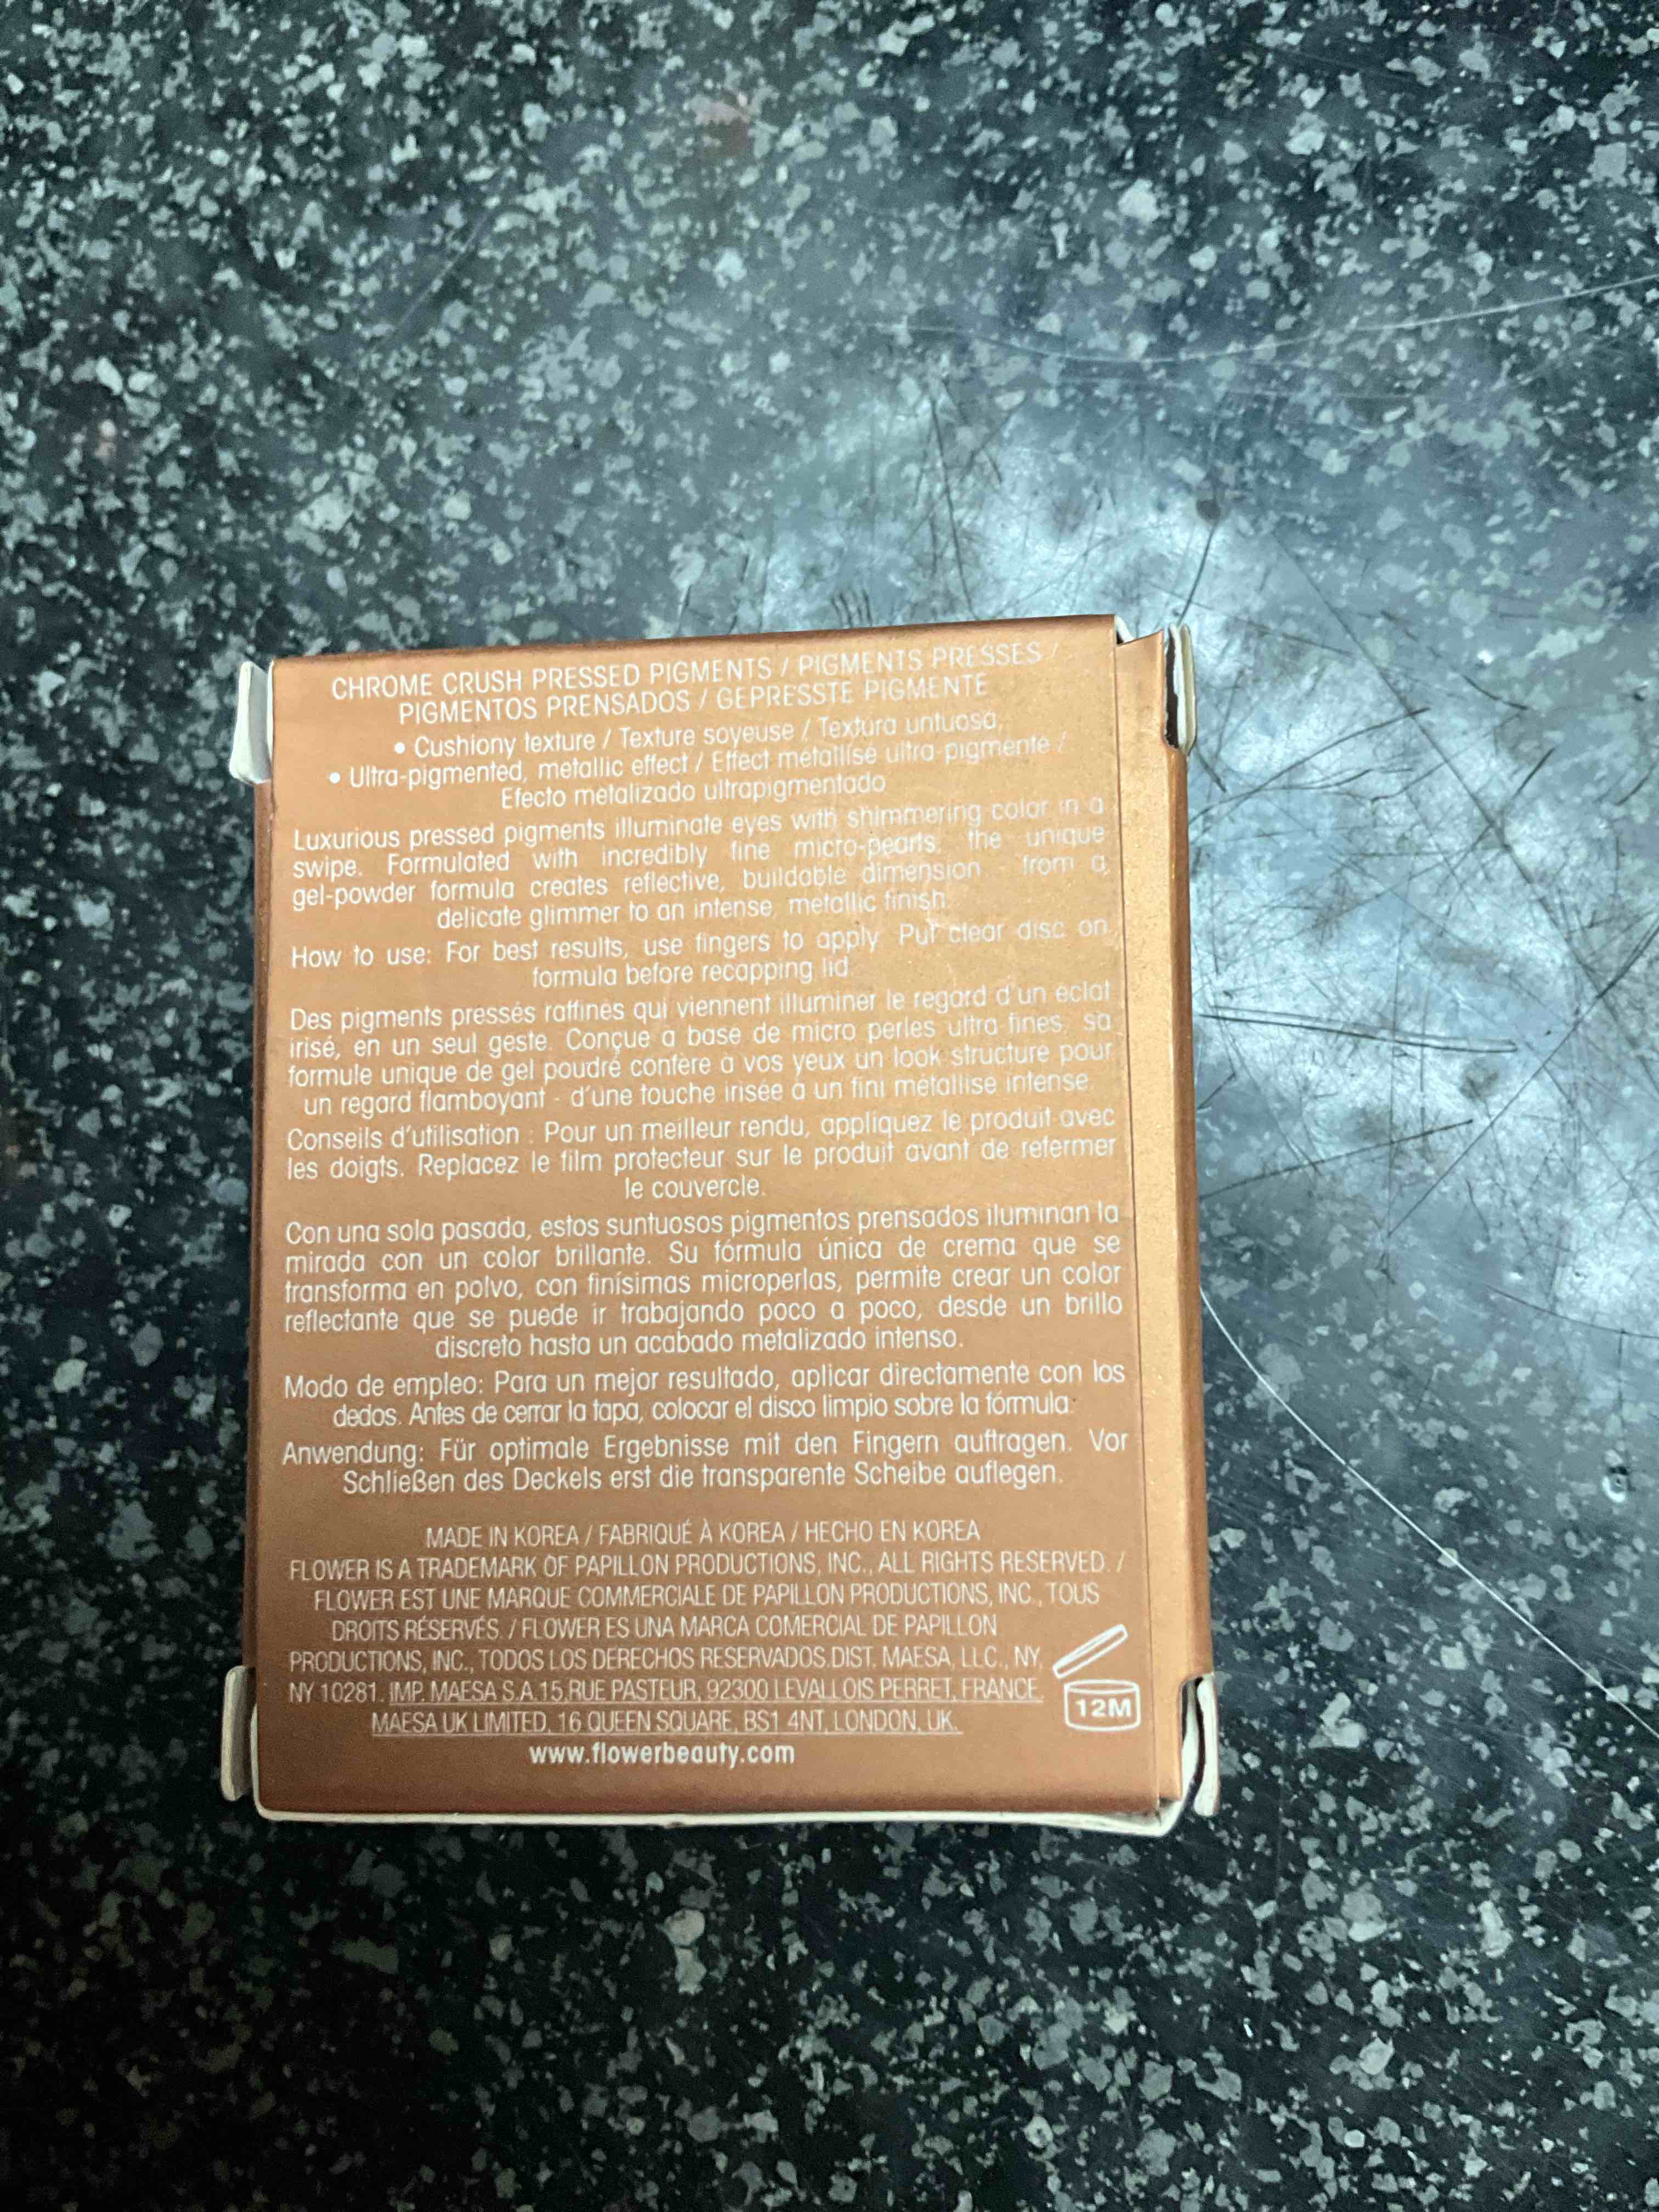 CHROME CRUSH PRESSED PIGMENTS / PIGMENTS PRESSES /
PIGMENTOS PRENSADOS / GEPRESSTE PIGMENTE
• Cushiony texture / Texture soyeuse / Textura untuosa,
• Ultra-pigmented, metallic effect / Effect métallisé ultra-pigmente /
Efecto metalizado ultrapigmentado
Luxurious pressed pigments illuminate eyes with shimmering color in a
swipe. Formulated with incredibly fine micro-pearls, the unique
gel-powder formula creates reflective, buildable dimension - from a
delicate glimmer to an intense, metallic finish.
How to use: For best results, use fingers to apply. Put clear disc on
formula before recapping lid.
Des pigments pressés raffinés qui viennent illuminer le regard d'un éclat
irisé, en un seul geste. Conçue à base de micro perles ultra-fines, sa
formule unique de gel poudré confère à vos yeux un look structuré pour
un regard flamboyant - d'une touche irisée à un fini métallisé intense.
Conseils d'utilisation : Pour un meilleur rendu, appliquez le produit avec
les doigts. Replacez le film protecteur sur le produit avant de refermer
le couvercle.
Con una sola pasada, estos suntuosos pigmentos prensados iluminan la
mirada con un color brillante. Su fórmula única de crema que se
transforma en polvo, con finísimas microperlas, permite crear un color
reflectante que se puede ir trabajando poco a poco, desde un brillo
discreto hasta un acabado metalizado intenso.
Modo de empleo: Para un mejor resultado, aplicar directamente con los
dedos. Antes de cerrar la tapa, colocar el disco limpio sobre la fórmula.
Anwendung: Für optimale Ergebnisse mit den Fingern auftragen. Vor
Schließen des Deckels erst die transparente Scheibe auflegen.
MADE IN KOREA / FABRIQUÉ À KOREA / HECHO EN KOREA
FLOWER IS A TRADEMARK OF PAPILLON PRODUCTIONS, INC., ALL RIGHTS RESERVED. /
FLOWER EST UNE MARQUE COMMERCIALE DE PAPILLON PRODUCTIONS, INC., TOUS
DROITS RÉSERVÉS. / FLOWER ES UNA MARCA COMERCIAL DE PAPILLON
PRODUCTIONS, INC., TODOS LOS DERECHOS RESERVADOS.DIST. MAESA, LLC., NY,
NY 10281. IMP. MAESA S.A.15,RUE PASTEUR, 92300 LEVALLOIS PERRET, FRANCE.
MAESA UK LIMITED, 16 QUEEN SQUARE, BS1 4NT, LONDON, UK.
12M
www.flowerbeauty.com